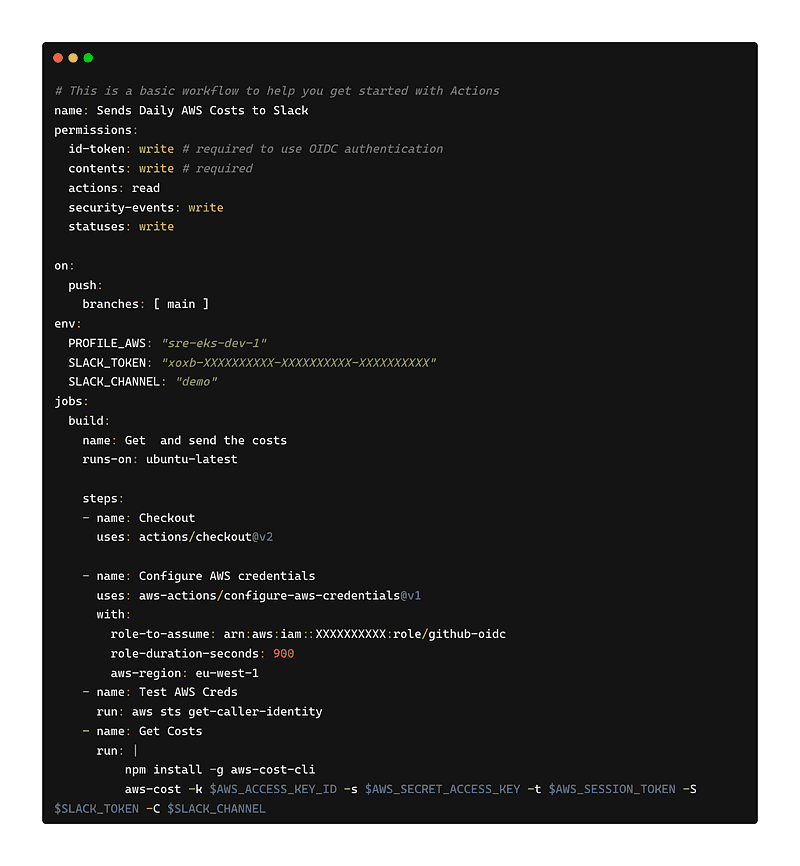 # This is a basic workflow to help you get started with Actions
name: Sends Daily AWS Costs to Slack
permissions:
  id-token: write # required to use OIDC authentication
  contents: write # required
  actions: read
  security-events: write
  statuses: write

on:
  push:
    branches: [ main ]
env:
  PROFILE_AWS: "sre-eks-dev-1"
  SLACK_TOKEN: "xoxb-XXXXXXXXXX-XXXXXXXXXX-XXXXXXXXXX"
  SLACK_CHANNEL: "demo"
jobs:
  build:
    name: Get  and send the costs
    runs-on: ubuntu-latest

    steps:
    - name: Checkout
      uses: actions/checkout@v2

    - name: Configure AWS credentials
      uses: aws-actions/configure-aws-credentials@v1
      with:
        role-to-assume: arn:aws:iam::XXXXXXXXXX:role/github-oidc
        role-duration-seconds: 900
        aws-region: eu-west-1
    - name: Test AWS Creds
      run: aws sts get-caller-identity
    - name: Get Costs
      run: |
          npm install -g aws-cost-cli
          aws-cost -k $AWS_ACCESS_KEY_ID -s $AWS_SECRET_ACCESS_KEY -t $AWS_SESSION_TOKEN -S
$SLACK_TOKEN -C $SLACK_CHANNEL